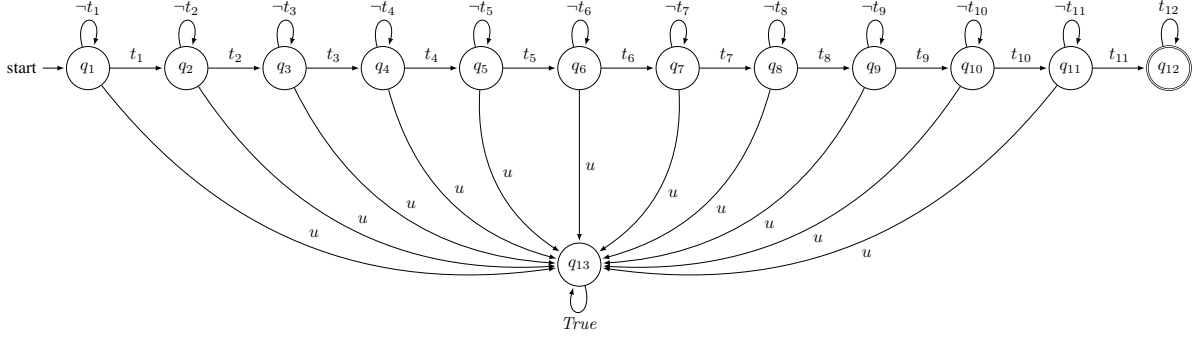 ¬t₁ ¬t₂ ¬t₃ ¬t₄ ¬t₅ ¬t₆ ¬t₇ ¬t₈ ¬t₉ ¬t₁₀ ¬t₁₁ t₁₂
start q₁ t₁ q₂ t₂ q₃ t₃ q₄ t₄ q₅ t₅ q₆ t₆ q₇ t₇ q₈ t₈ q₉ t₉ q₁₀ t₁₀ q₁₁ t₁₁ q₁₂
u u u u u u u u u u u
q₁₃
True